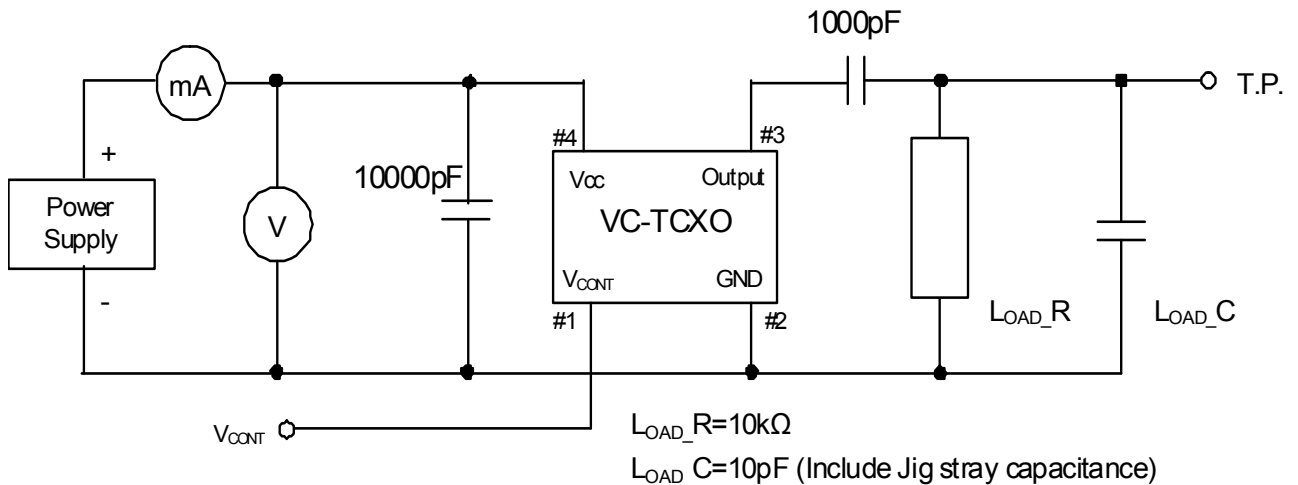 1000pF
mA
T.P.
#4
#3
+
10000pF
Vcc
Output
Power
Supply
V
VC-TCXO
-
VCONT
GND
#1
#2
LOAD_R
LOAD_C
VCONT
LOAD_R=10kΩ
LOAD C=10pF (Include Jig stray capacitance)